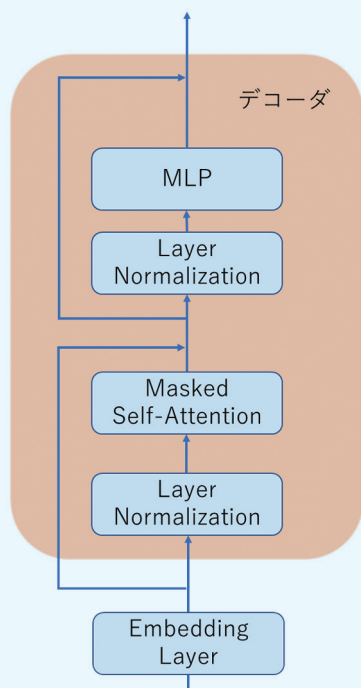 デコーダ
MLP
Layer
Normalization
Masked
Self-Attention
Layer
Normalization
Embedding
Layer